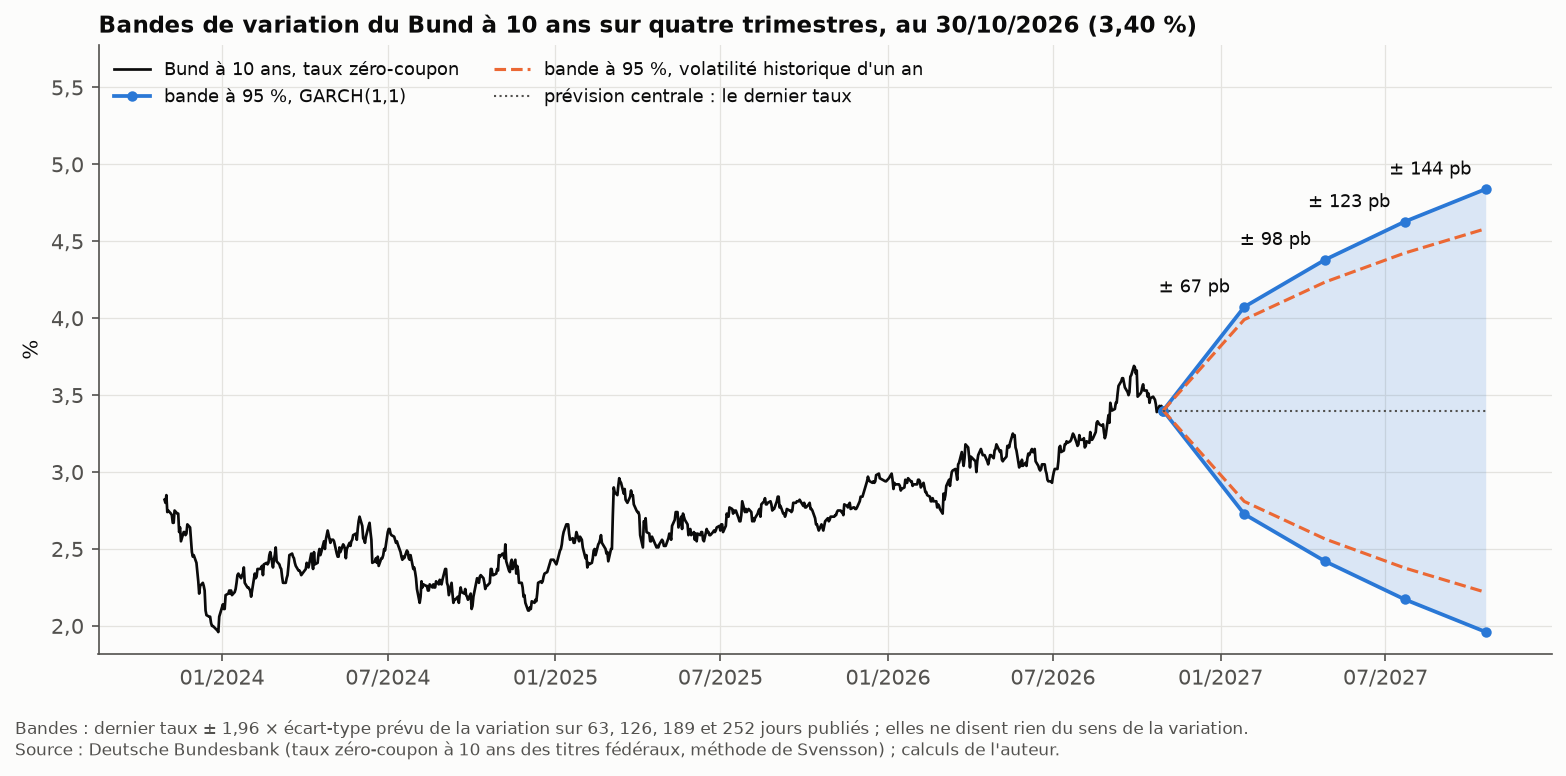 Bandes de variation du Bund à 10 ans sur quatre trimestres, au 30/10/2026 (3,40 %)
Bund à 10 ans, taux zéro-coupon
bande à 95 %, GARCH(1,1)
bande à 95 %, volatilité historique d'un an
prévision centrale : le dernier taux
%
5,5
5,0
4,5
4,0
3,5
3,0
2,5
2,0
± 67 pb
± 98 pb
± 123 pb
± 144 pb
01/2024
07/2024
01/2025
07/2025
01/2026
07/2026
01/2027
07/2027
Bandes : dernier taux ± 1,96 × écart-type prévu de la variation sur 63, 126, 189 et 252 jours publiés ; elles ne disent rien du sens de la variation.
Source : Deutsche Bundesbank (taux zéro-coupon à 10 ans des titres fédéraux, méthode de Svensson) ; calculs de l'auteur.